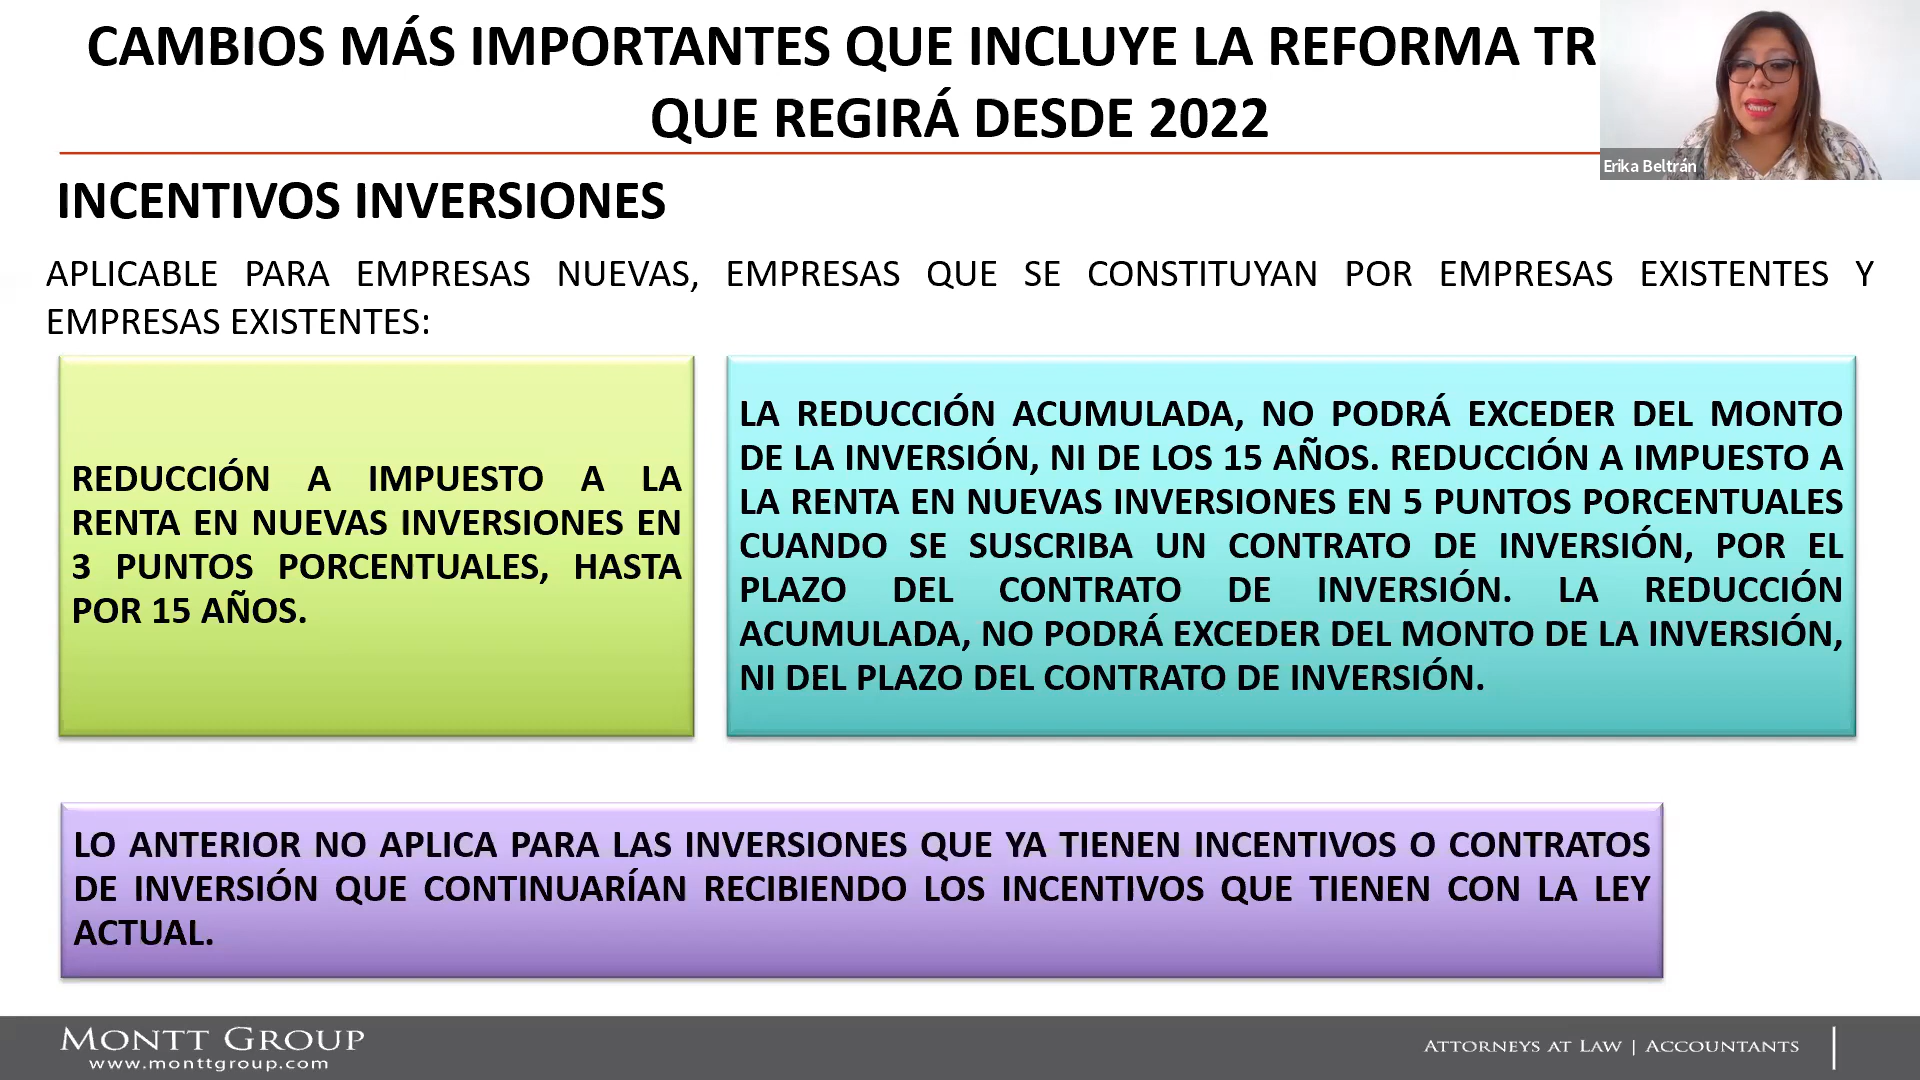 CAMBIOS MÁS IMPORTANTES QUE INCLUYE LA REFORMA TR
QUE REGIRÁ DESDE 2022
Erika Beltrán
INCENTIVOS INVERSIONES
APLICABLE PARA EMPRESAS NUEVAS, EMPRESAS QUE SE CONSTITUYAN POR EMPRESAS EXISTENTES Y
EMPRESAS EXISTENTES:
REDUCCIÓN A IMPUESTO A LA
RENTA EN NUEVAS INVERSIONES EN
3 PUNTOS PORCENTUALES, HASTA
POR 15 AÑOS.
LA REDUCCIÓN ACUMULADA, NO PODRÁ EXCEDER DEL MONTO
DE LA INVERSIÓN, NI DE LOS 15 AÑOS. REDUCCIÓN A IMPUESTO A
LA RENTA EN NUEVAS INVERSIONES EN 5 PUNTOS PORCENTUALES
CUANDO SE SUSCRIBA UN CONTRATO DE INVERSIÓN, POR EL
PLAZO DEL CONTRATO DE INVERSIÓN. LA REDUCCIÓN
ACUMULADA, NO PODRÁ EXCEDER DEL MONTO DE LA INVERSIÓN,
NI DEL PLAZO DEL CONTRATO DE INVERSIÓN.
LO ANTERIOR NO APLICA PARA LAS INVERSIONES QUE YA TIENEN INCENTIVOS O CONTRATOS
DE INVERSIÓN QUE CONTINUARÍAN RECIBIENDO LOS INCENTIVOS QUE TIENEN CON LA LEY
ACTUAL.
MONTT GROUP
www.monttgroup.com
ATTORNEYS AT LAW | ACCOUNTANTS